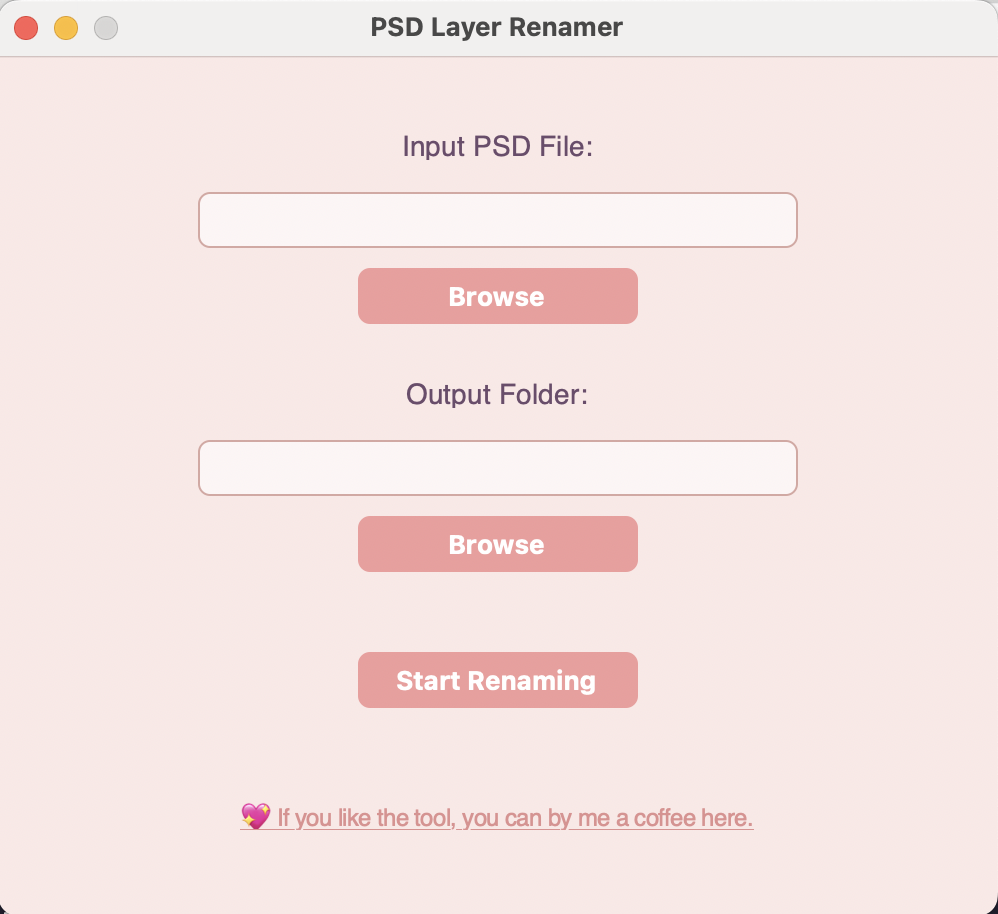 PSD Layer Renamer
Input PSD File:
Browse
Output Folder:
Browse
Start Renaming
💖 If you like the tool, you can by me a coffee here.